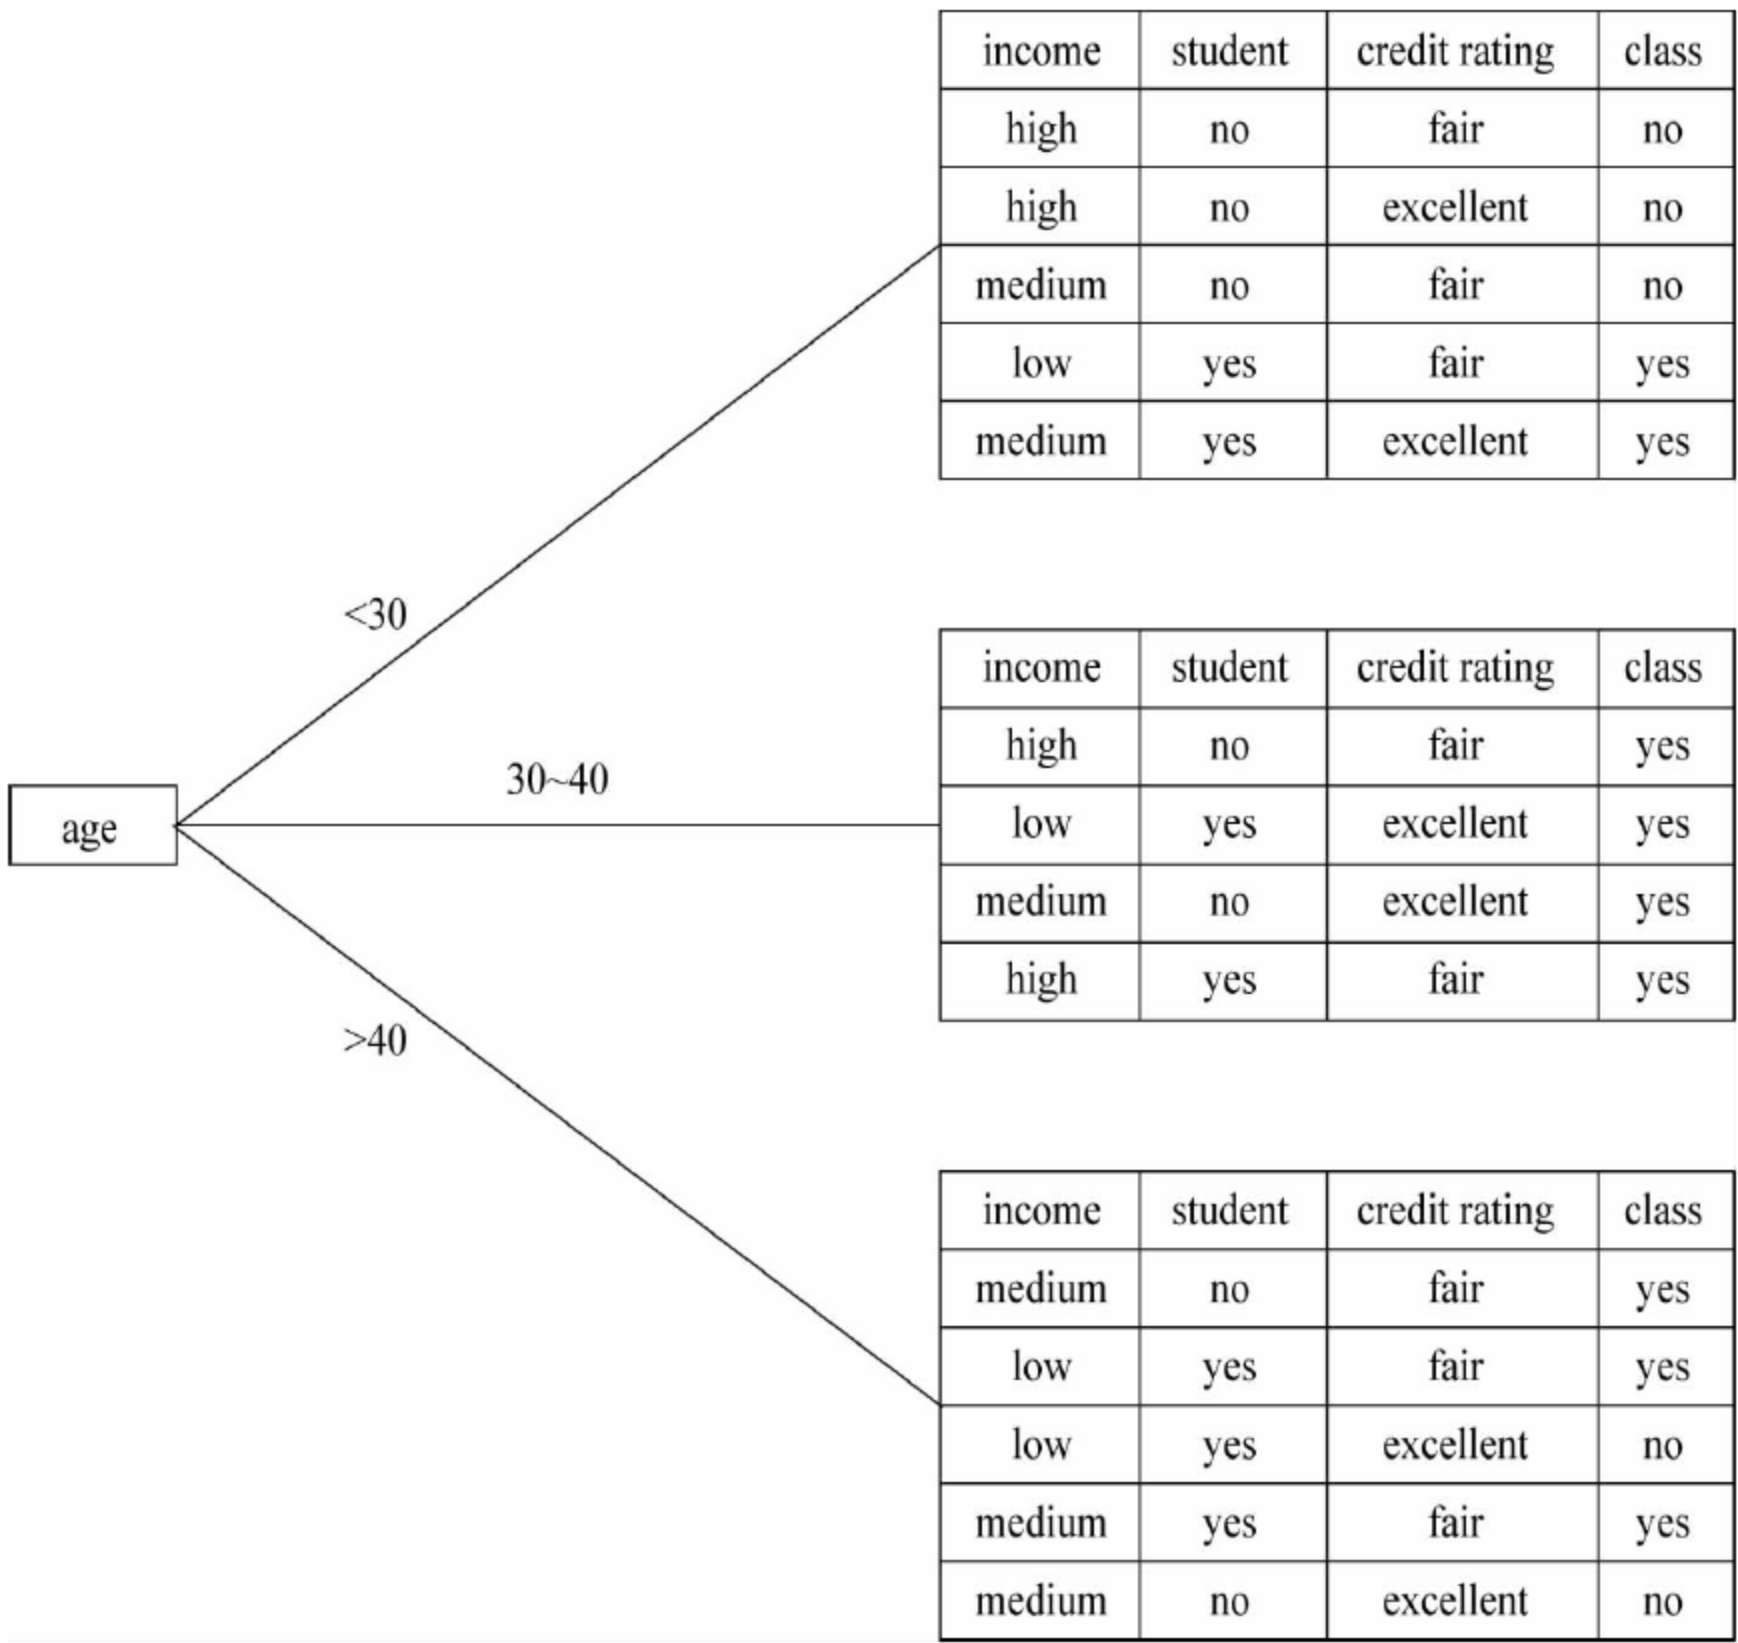 income student credit rating class
high no fair no
high no excellent no
medium no fair no
low yes fair yes
medium yes excellent yes
<30
income student credit rating class
high no fair yes
30~40
age
low yes excellent yes
medium no excellent yes
high yes fair yes
>40
income student credit rating class
medium no fair yes
low yes fair yes
low yes excellent no
medium yes fair yes
medium no excellent no